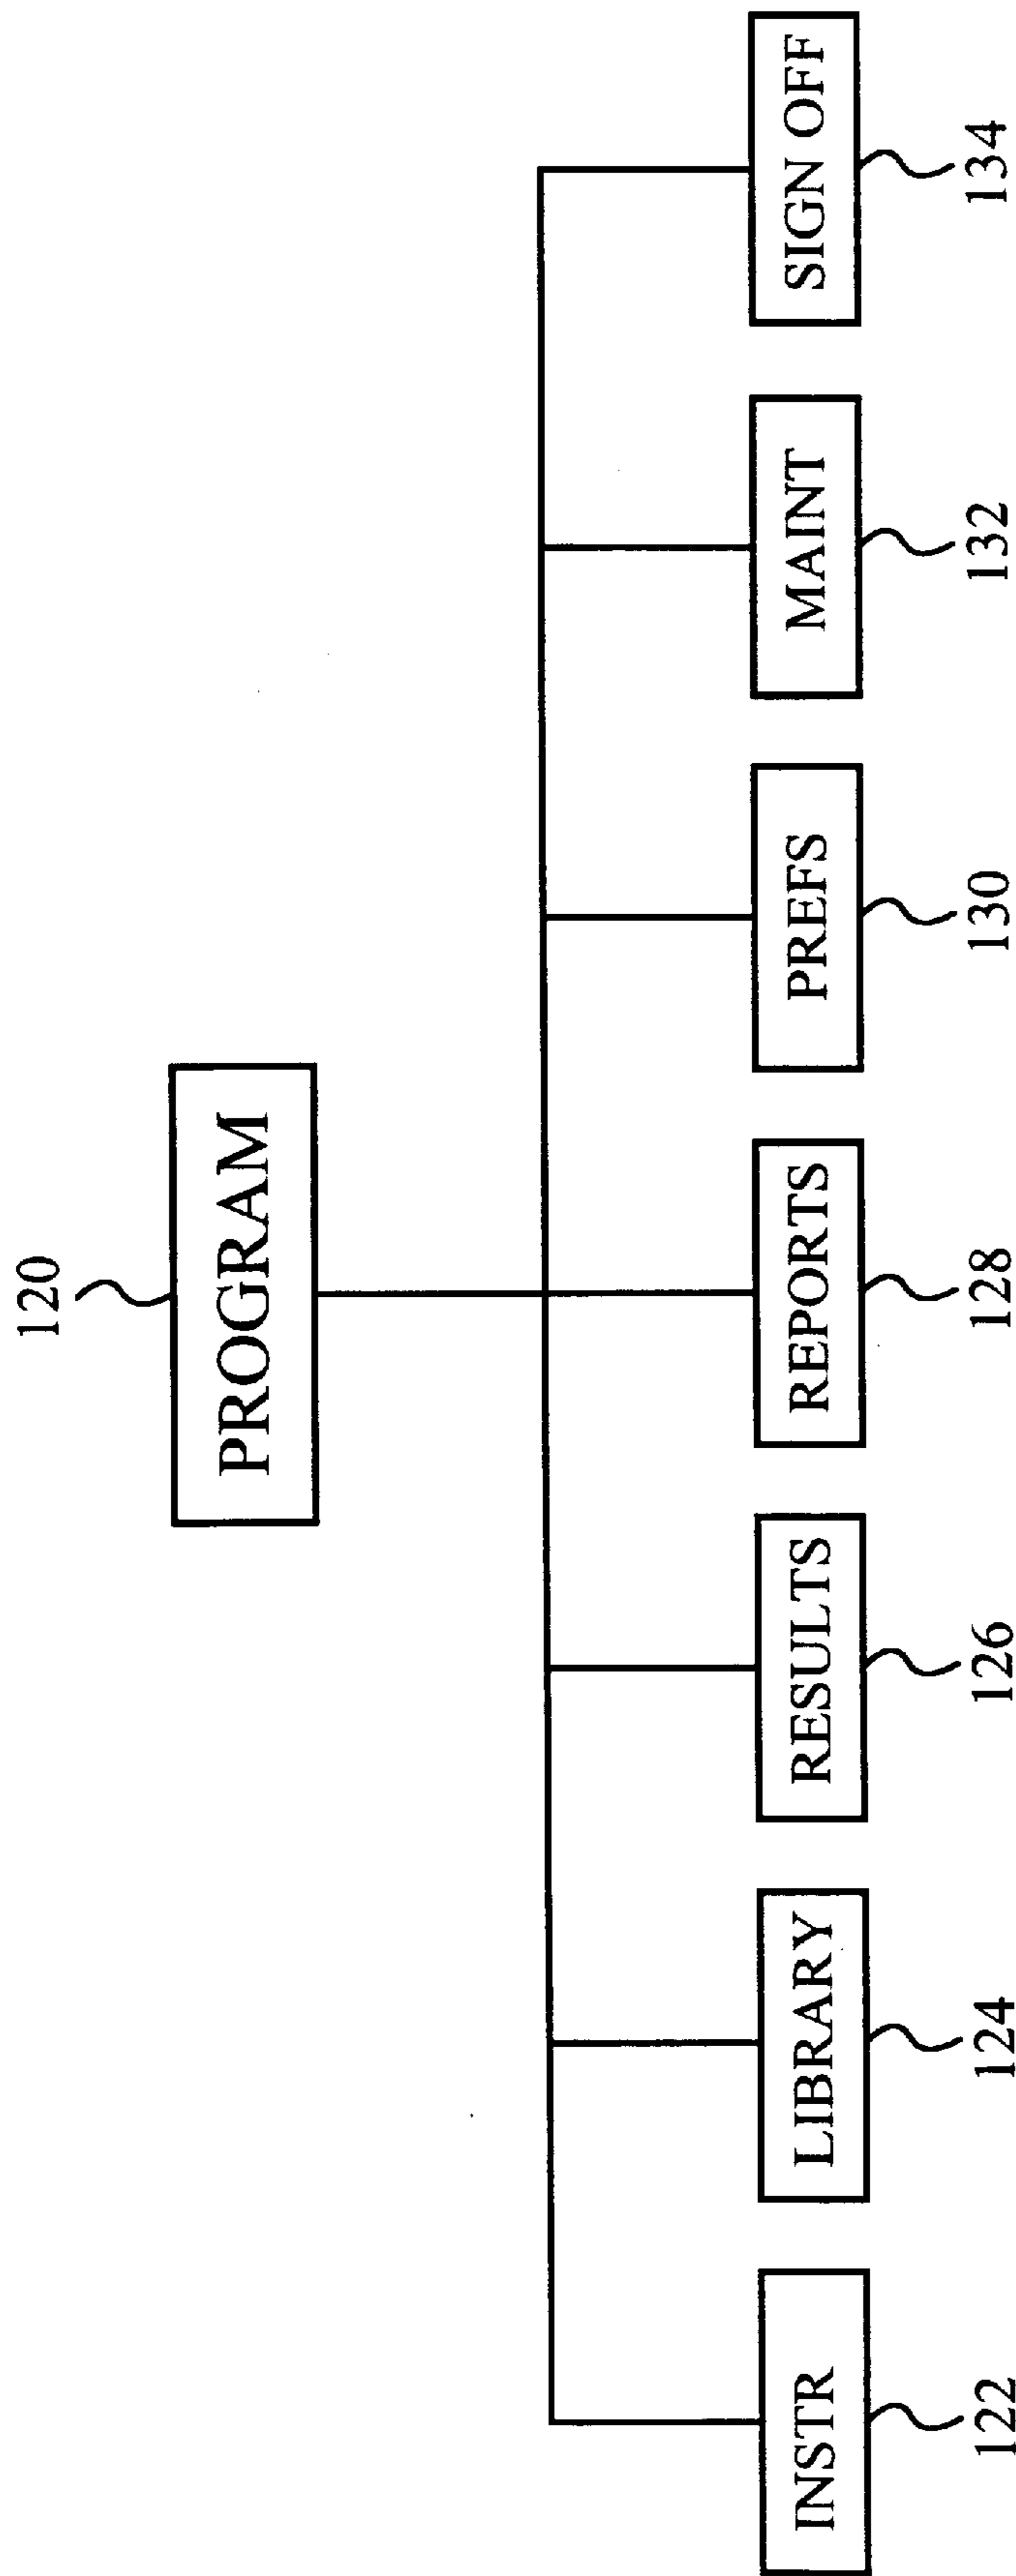 120
PROGRAM
INSTR
LIBRARY
RESULTS
REPORTS
PREFS
MAINT
SIGN OFF
122
124
126
128
130
132
134